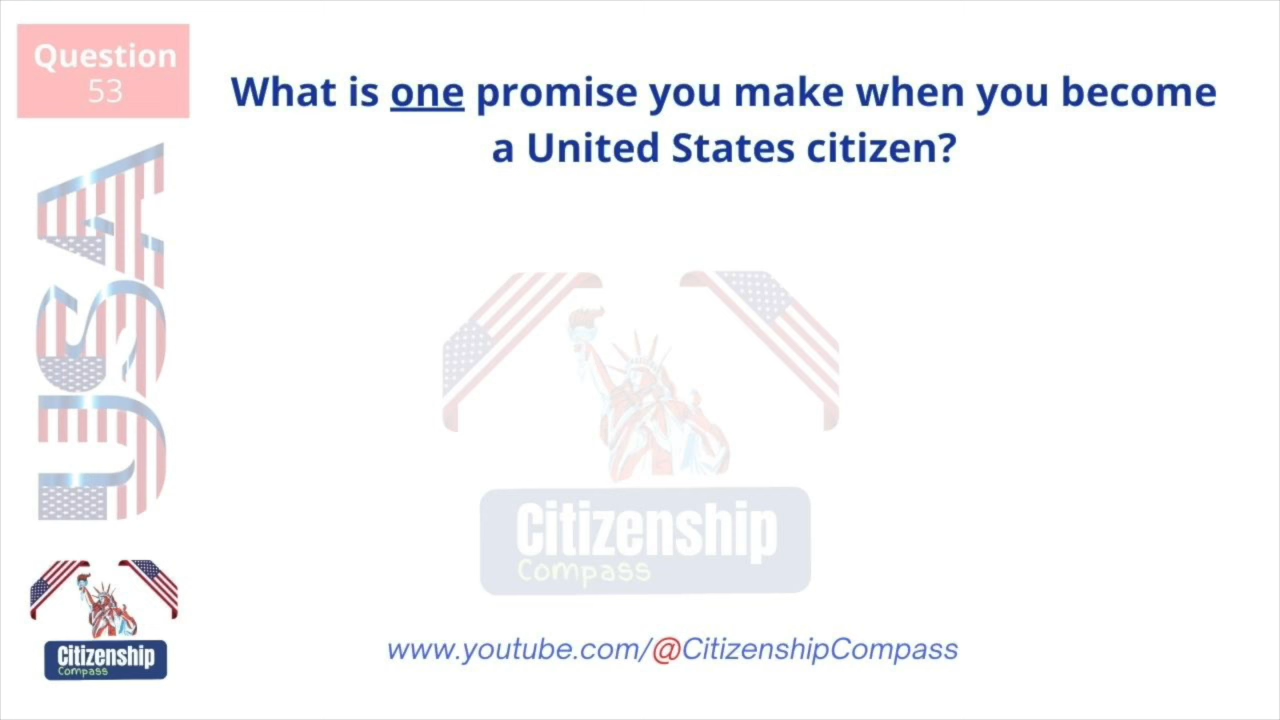 Question
53
What is one promise you make when you become
a United States citizen?
USA
Citizenship
Compass
Citizenship
Compass
www.youtube.com/@CitizenshipCompass